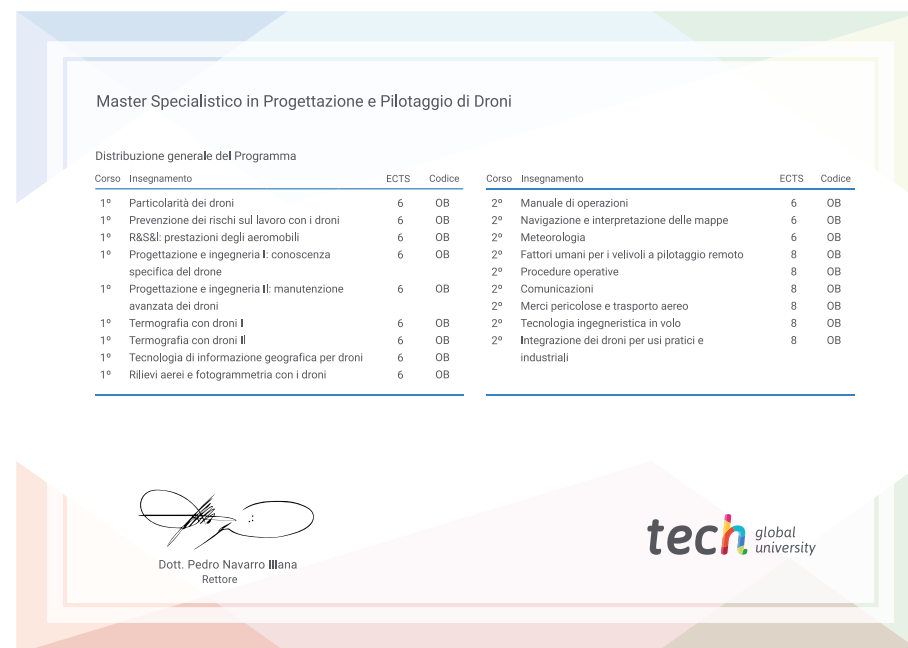 Master Specialistico in Progettazione e Pilotaggio di Droni
Distribuzione generale del Programma
Corso Insegnamento ECTS Codice
1º Particolarità dei droni 6 OB
1º Prevenzione dei rischi sul lavoro con i droni 6 OB
1º R&S&I: prestazioni degli aeromobili 6 OB
1º Progettazione e ingegneria I: conoscenza 6 OB
specifica del drone
1º Progettazione e ingegneria II: manutenzione 6 OB
avanzata dei droni
1º Termografia con droni I 6 OB
1º Termografia con droni II 6 OB
1º Tecnologia di informazione geografica per droni 6 OB
1º Rilievi aerei e fotogrammetria con i droni 6 OB
Corso Insegnamento ECTS Codice
2º Manuale di operazioni 6 OB
2º Navigazione e interpretazione delle mappe 6 OB
2º Meteorologia 6 OB
2º Fattori umani per i velivoli a pilotaggio remoto 8 OB
2º Procedure operative 8 OB
2º Comunicazioni 8 OB
2º Merci pericolose e trasporto aereo 8 OB
2º Tecnologia ingegneristica in volo 8 OB
2º Integrazione dei droni per usi pratici e 8 OB
industriali
Dott. Pedro Navarro Illana
Rettore
tech global
university